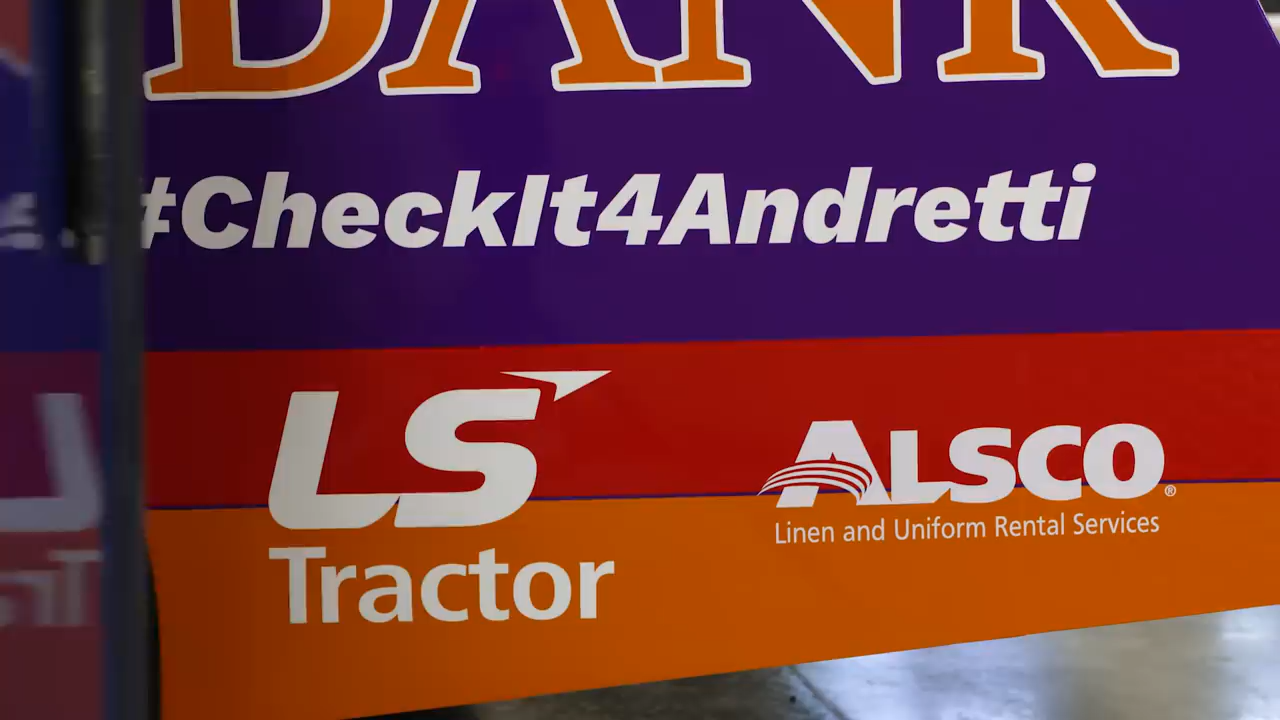 BANK
#CheckIt4Andretti
LS
Tractor
ALSCO®
Linen and Uniform Rental Services